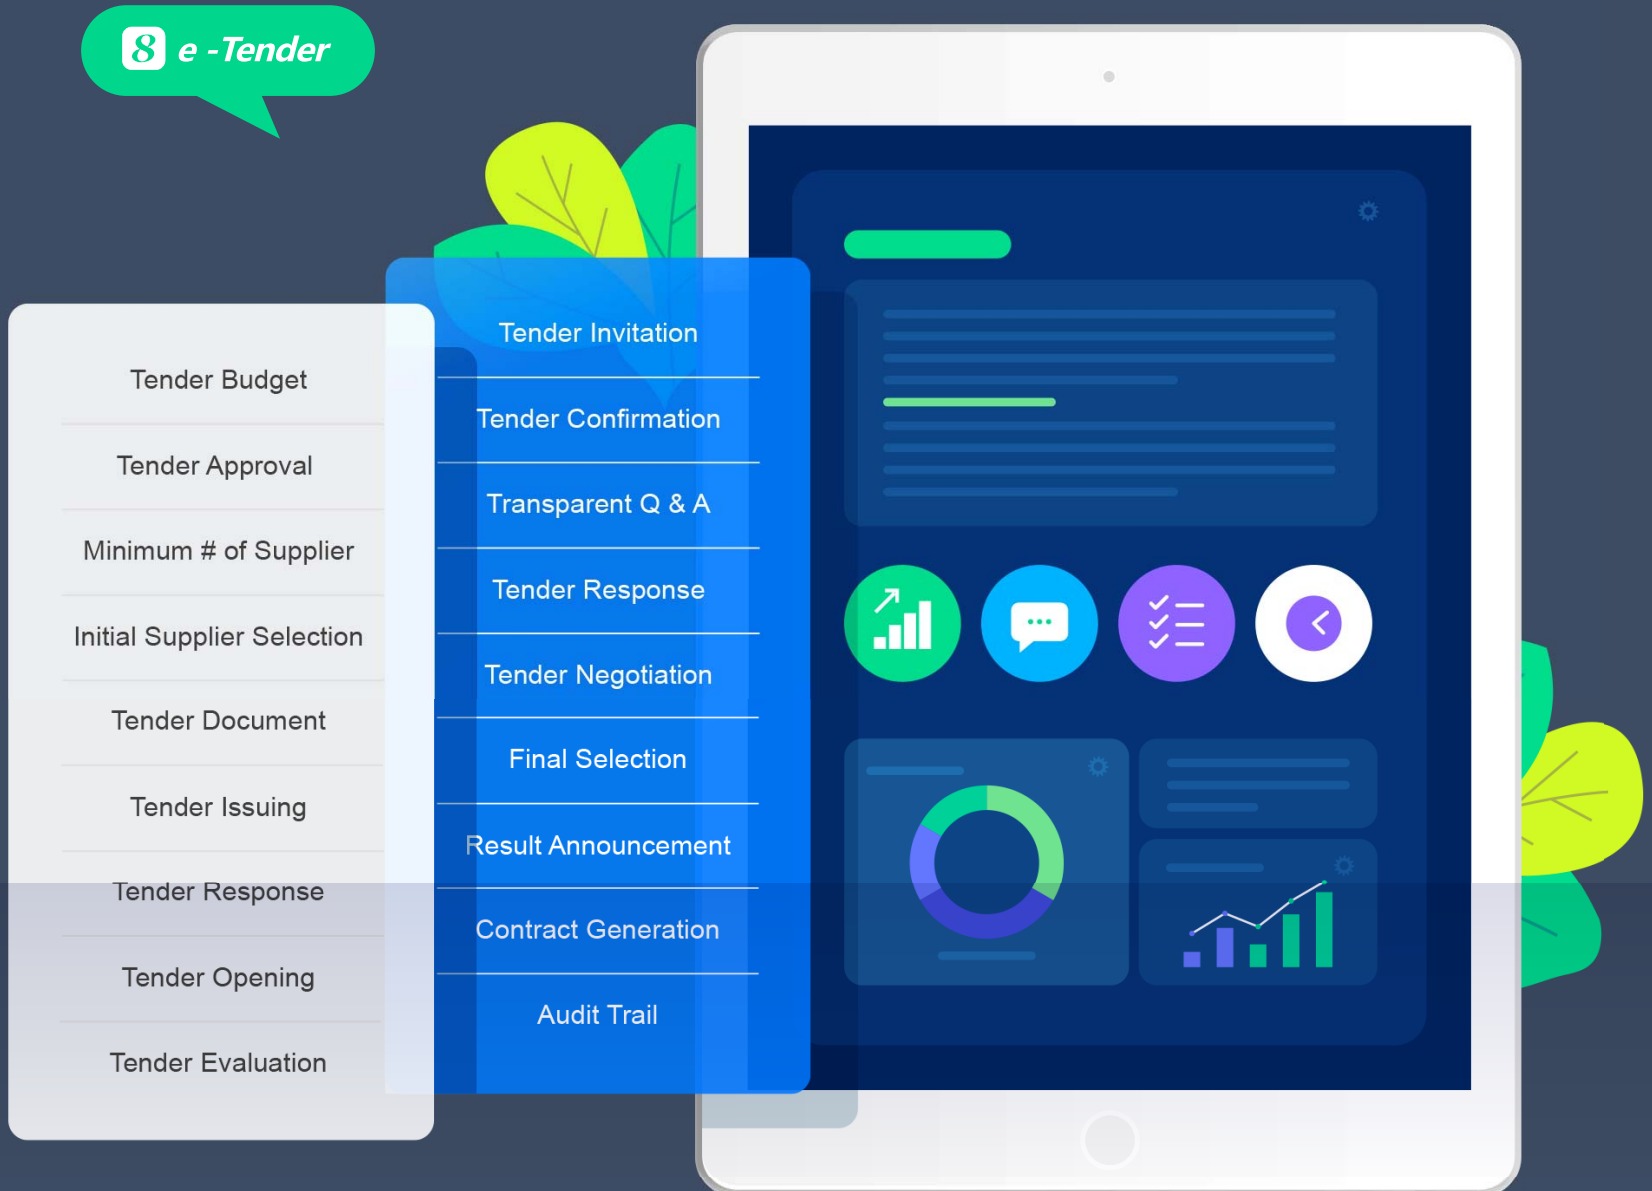 8 e -Tender
Tender Budget
Tender Approval
Minimum # of Supplier
Initial Supplier Selection
Tender Document
Tender Issuing
Tender Response
Tender Opening
Tender Evaluation
Tender Invitation
Tender Confirmation
Transparent Q & A
Tender Response
Tender Negotiation
Final Selection
Result Announcement
Contract Generation
Audit Trail